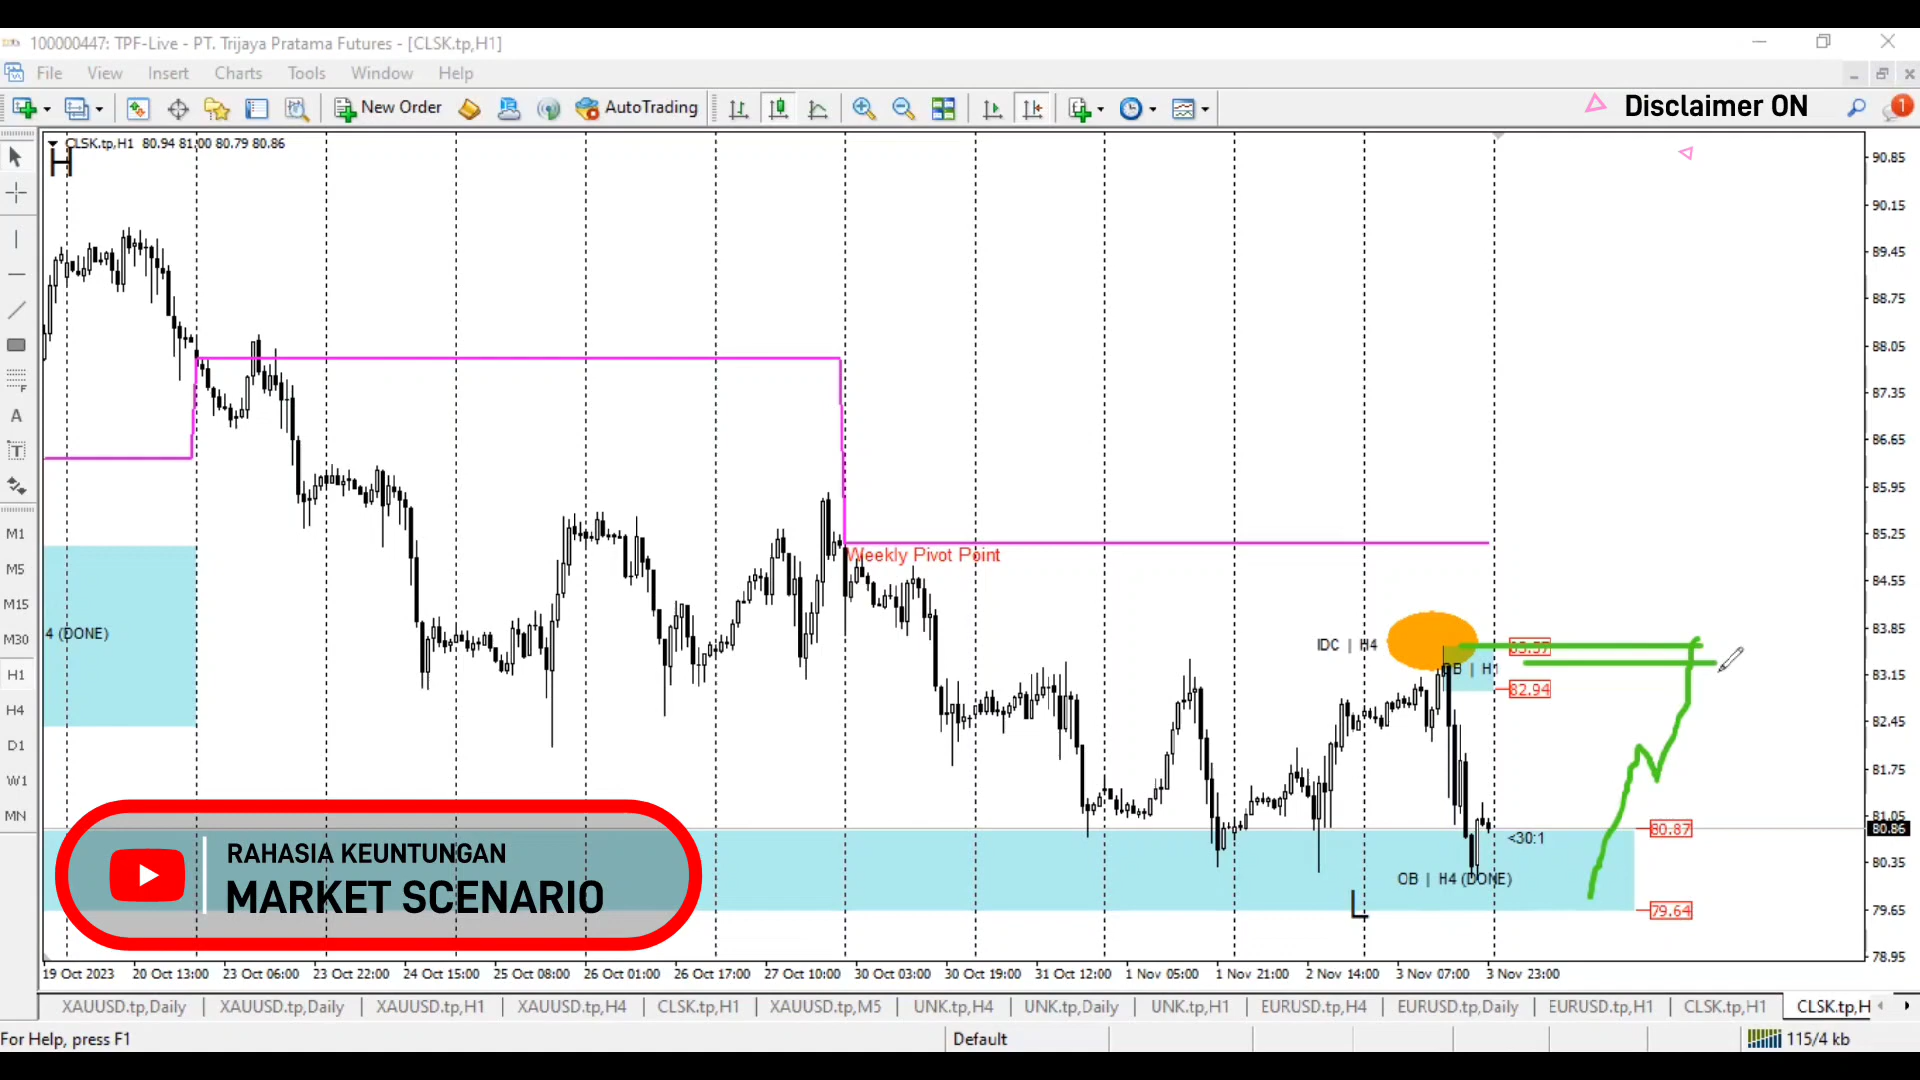 100000447: TPF-Live - PT. Trijaya Pratama Futures - [CLSK.tp,H1]
File View Insert Charts Tools Window Help
New Order AutoTrading
Disclaimer ON
1
CLSK.tp,H1 80.94 81.00 80.79 80.86
H
90.85
90.15
89.45
88.75
88.05
87.35
86.65
85.95
85.25
84.55
83.85
83.15
82.45
81.75
81.05
80.86
80.35
79.65
78.95
A
T
M1
M5
M15
M30
H1
H4
D1
W1
MN
Weekly Pivot Point
4 (DONE)
IDC | H4
83.57
OB | H1
82.94
80.87
<30:1
OB | H4 (DONE)
L
79.64
RAHASIA KEUNTUNGAN
MARKET SCENARIO
19 Oct 2023 20 Oct 13:00 23 Oct 06:00 23 Oct 22:00 24 Oct 15:00 25 Oct 08:00 26 Oct 01:00 26 Oct 17:00 27 Oct 10:00 30 Oct 03:00 30 Oct 19:00 31 Oct 12:00 1 Nov 05:00 1 Nov 21:00 2 Nov 14:00 3 Nov 07:00 3 Nov 23:00
XAUUSD.tp,Daily XAUUSD.tp,Daily XAUUSD.tp,H1 XAUUSD.tp,H4 CLSK.tp,H1 XAUUSD.tp,M5 UNK.tp,H4 UNK.tp,Daily UNK.tp,H1 EURUSD.tp,H4 EURUSD.tp,Daily EURUSD.tp,H1 CLSK.tp,H1 CLSK.tp,H
For Help, press F1 Default 115/4 kb